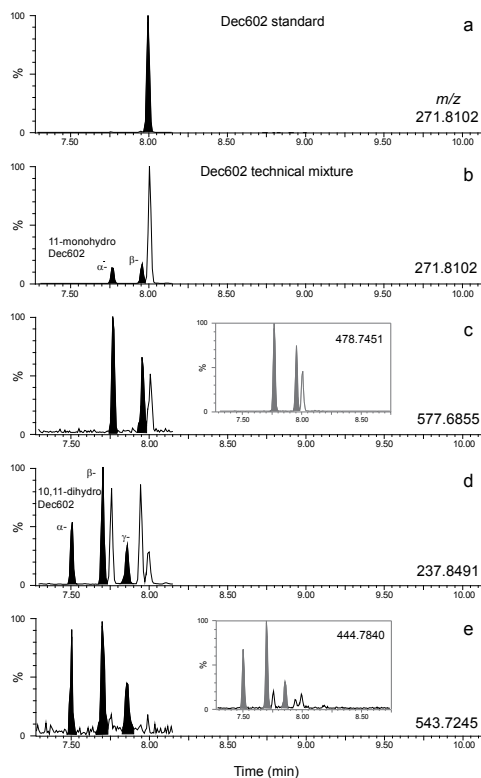 Dec602 standard
a
100
%
0
m/z
271.8102
7.50 8.00 8.50 9.00 9.50 10.00
Dec602 technical mixture
b
100
%
0
11-monohydro
Dec602
α- β-
271.8102
7.50 8.00 8.50 9.00 9.50 10.00
c
100
%
0
100
%
0
478.7451
7.50 8.00 8.50
577.6855
7.50 8.00 8.50 9.00 9.50 10.00
d
100
%
0
β-
10,11-dihydro
Dec602
α-
γ-
237.8491
7.50 8.00 8.50 9.00 9.50 10.00
e
100
%
0
100
%
0
444.7840
7.50 8.00 8.50
543.7245
7.50 8.00 8.50 9.00 9.50 10.00
Time (min)